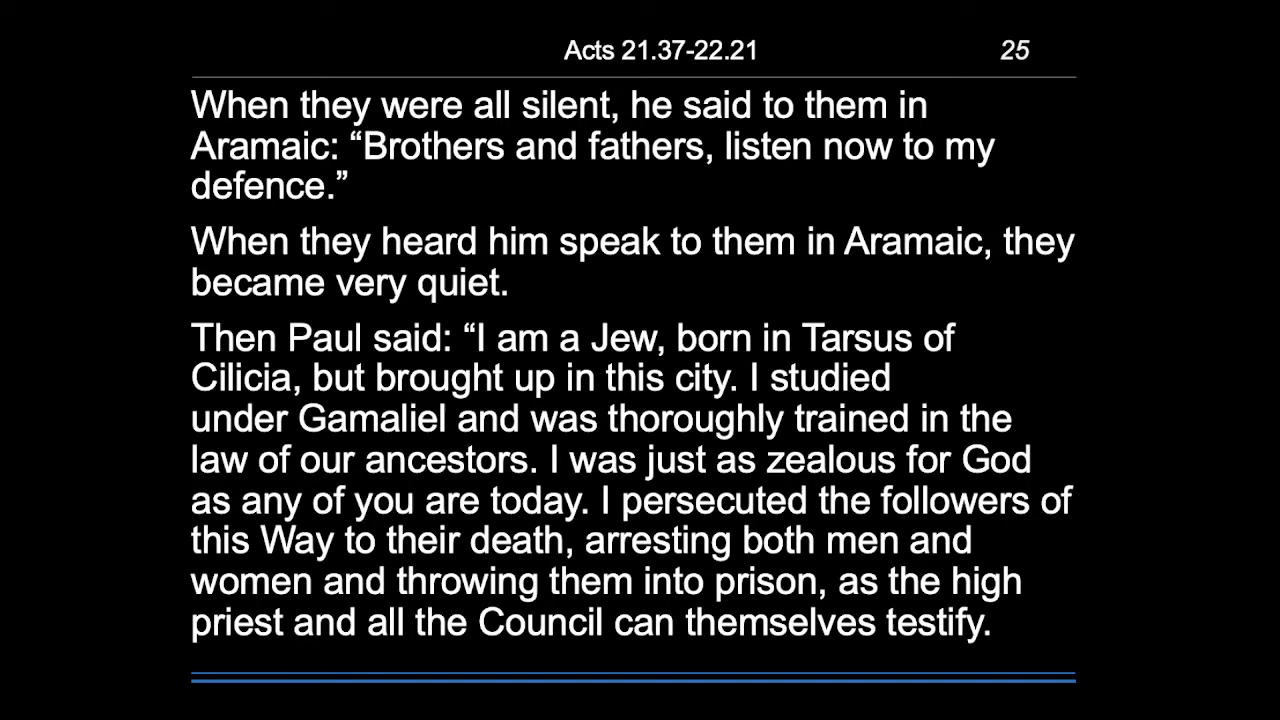 Acts 21.37-22.21 25
When they were all silent, he said to them in
Aramaic: “Brothers and fathers, listen now to my
defence.”
When they heard him speak to them in Aramaic, they
became very quiet.
Then Paul said: “I am a Jew, born in Tarsus of
Cilicia, but brought up in this city. I studied
under Gamaliel and was thoroughly trained in the
law of our ancestors. I was just as zealous for God
as any of you are today. I persecuted the followers of
this Way to their death, arresting both men and
women and throwing them into prison, as the high
priest and all the Council can themselves testify.